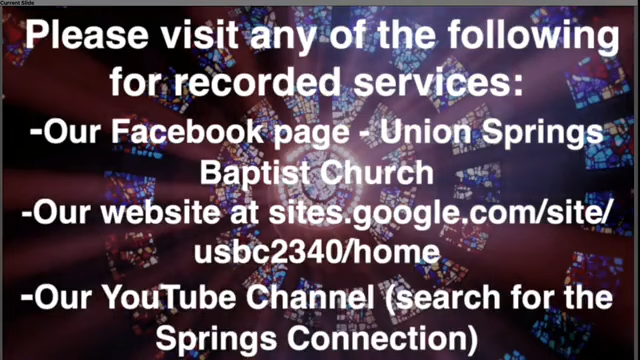 Current Slide
Please visit any of the following
for recorded services:
-Our Facebook page - Union Springs
Baptist Church
-Our website at sites.google.com/site/
usbc2340/home
-Our YouTube Channel (search for the
Springs Connection)